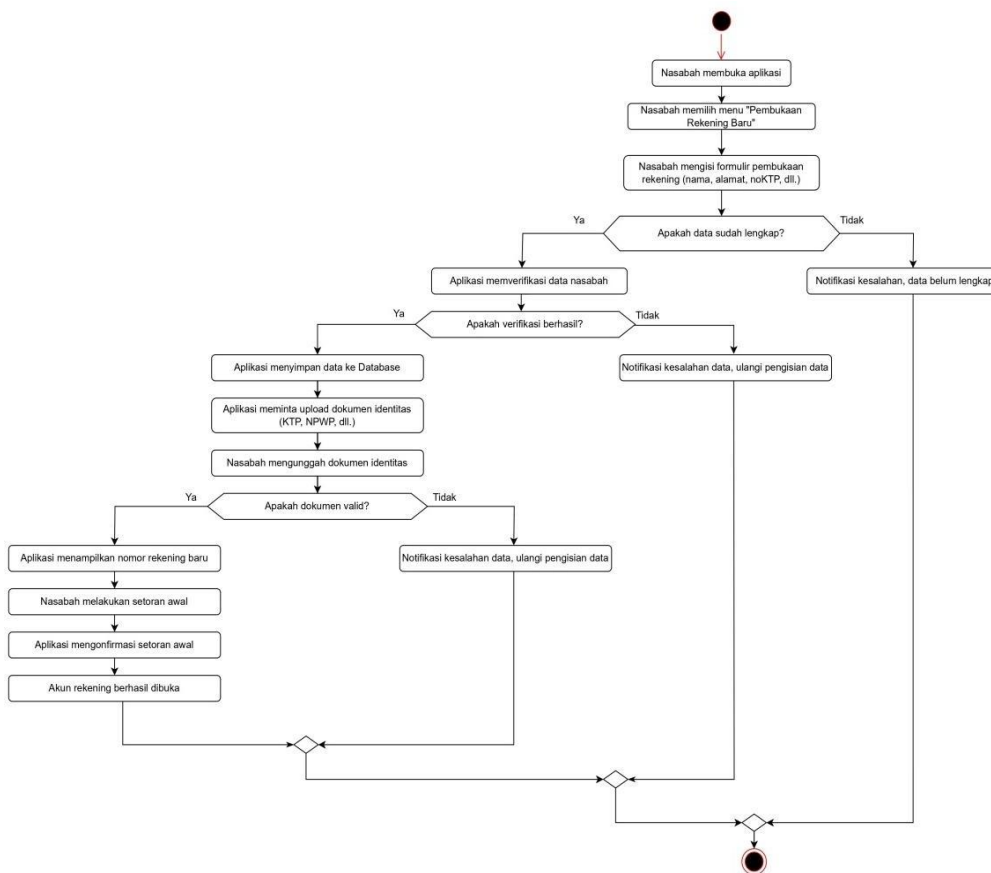 Nasabah membuka aplikasi
Nasabah memilih menu "Pembukaan
Rekening Baru"
Nasabah mengisi formulir pembukaan
rekening (nama, alamat, noKTP, dll.)
Ya
Apakah data sudah lengkap?
Tidak
Aplikasi memverifikasi data nasabah
Notifikasi kesalahan, data belum lengkap
Ya
Apakah verifikasi berhasil?
Tidak
Aplikasi menyimpan data ke Database
Notifikasi kesalahan data, ulangi pengisian data
Aplikasi meminta upload dokumen identitas
(KTP, NPWP, dll.)
Nasabah mengunggah dokumen identitas
Ya
Apakah dokumen valid?
Tidak
Aplikasi menampilkan nomor rekening baru
Notifikasi kesalahan data, ulangi pengisian data
Nasabah melakukan setoran awal
Aplikasi mengonfirmasi setoran awal
Akun rekening berhasil dibuka